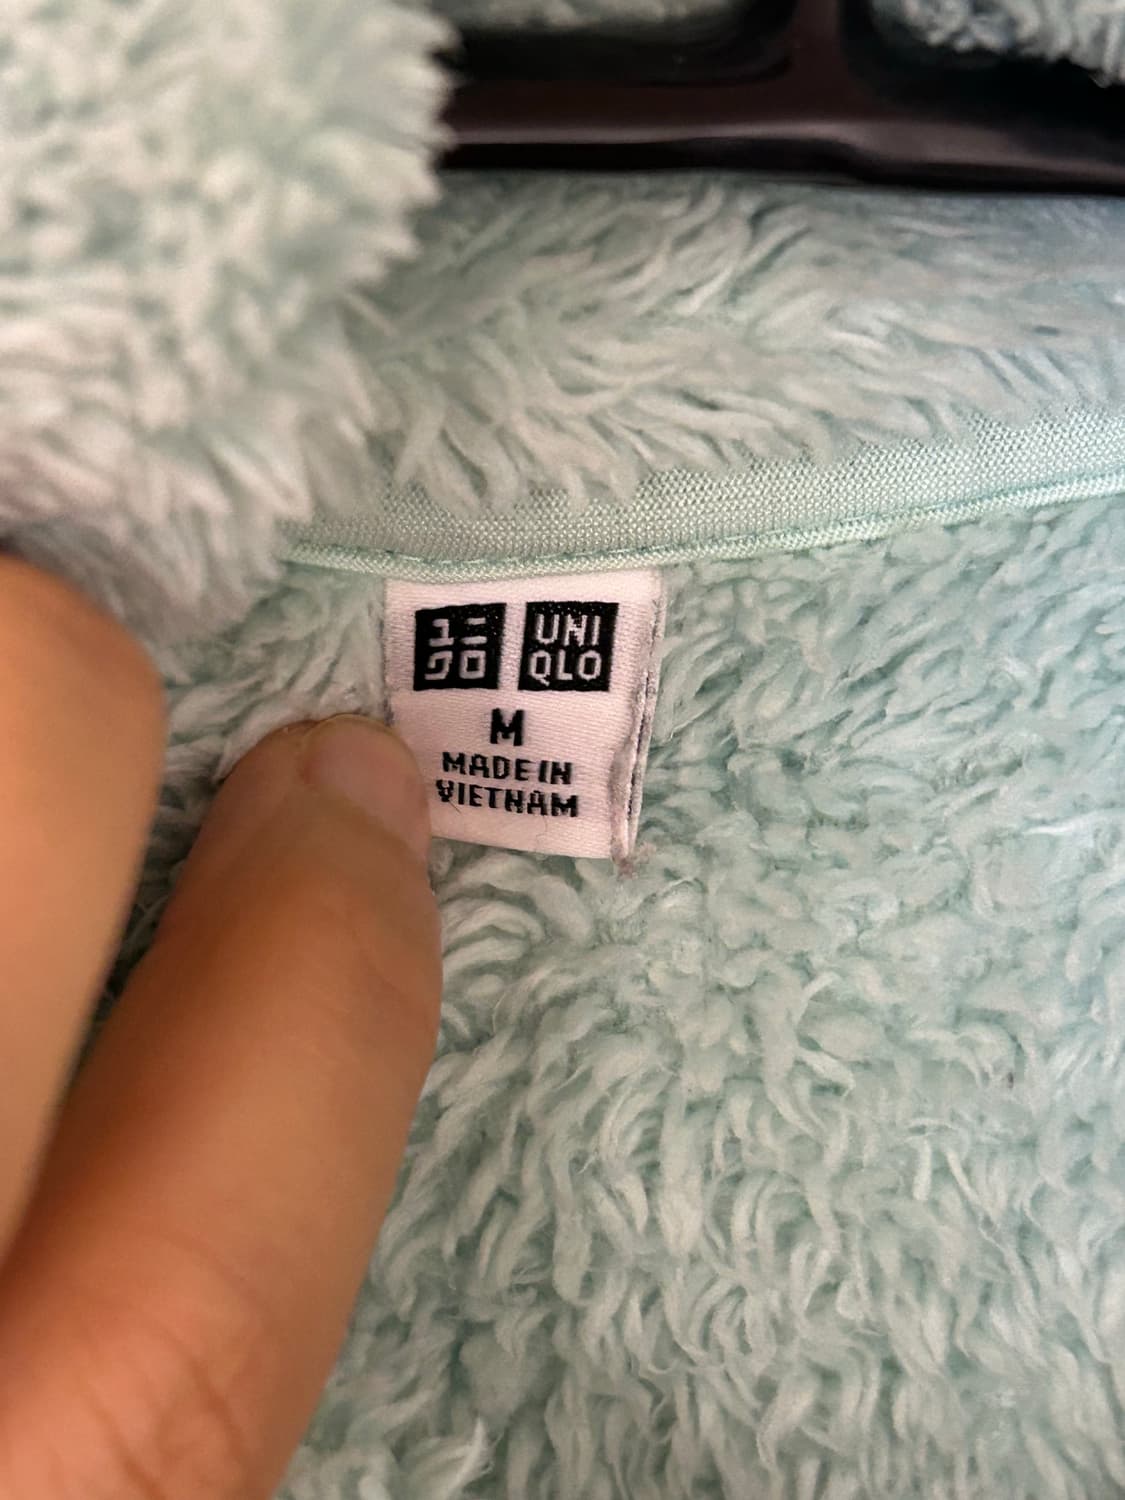 ユニ UNI
クロ QLO
M
MADE IN
VIETNAM